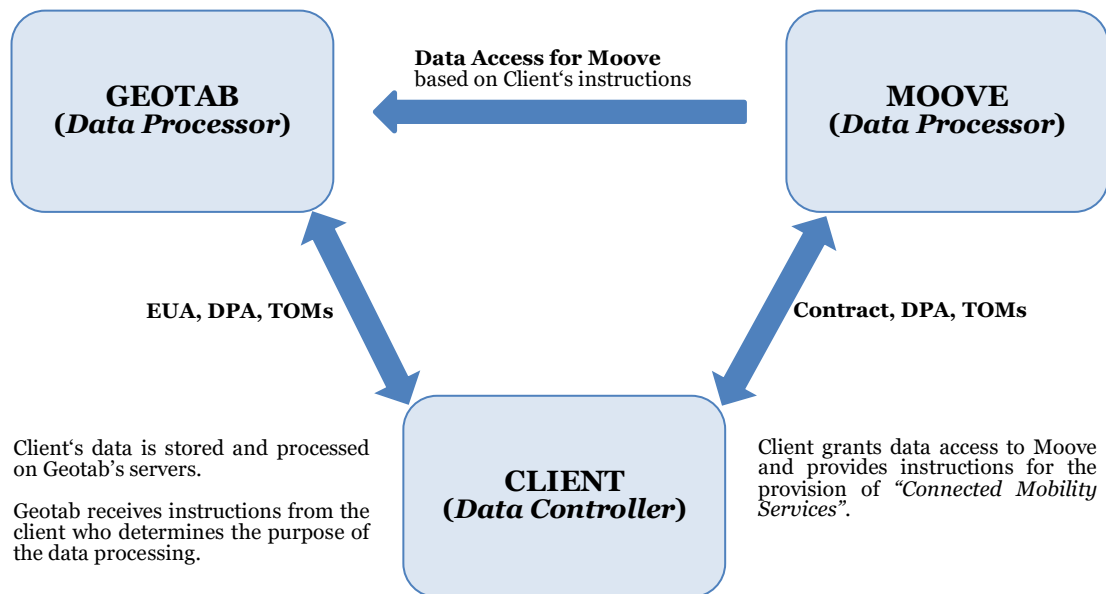 GEOTAB
(Data Processor)
Data Access for Moove
based on Client‘s instructions
MOOVE
(Data Processor)
EUA, DPA, TOMs
Contract, DPA, TOMs
Client‘s data is stored and processed
on Geotab’s servers.
Geotab receives instructions from the
client who determines the purpose of
the data processing.
CLIENT
(Data Controller)
Client grants data access to Moove
and provides instructions for the
provision of “Connected Mobility
Services”.